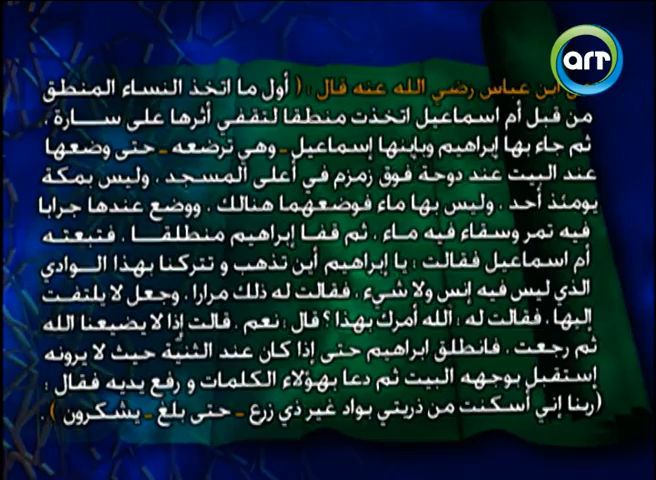 art
عن ابن عباس رضي الله عنه قال : ( أول ما اتخذ النساء المنطق
من قبل أم اسماعيل اتخذت منطقا لتقفي أثرها على سارة ،
ثم جاء بها إبراهيم وبإبنها إسماعيل - وهي ترضعه - حتى وضعها
عند البيت عند دوحة فوق زمزم في أعلى المسجد ، وليس بمكة
يومئذ أحد ، وليس بها ماء فوضعهما هنالك ، ووضع عندها جرابا
فيه تمر وسقاء فيه ماء ، ثم قفا إبراهيم منطلقا ، فتبعته
أم اسماعيل فقالت : يا إبراهيم أين تذهب و تتركنا بهذا الوادي
الذي ليس فيه إنس ولا شيء ، فقالت له ذلك مرارا ، وجعل لا يلتفت
إليها ، فقالت له : الله أمرك بهذا ؟ قال : نعم ، قالت إذا لا يضيعنا الله
ثم رجعت ، فانطلق ابراهيم حتى إذا كان عند الثنيّة حيث لا يرونه
إستقبل بوجهه البيت ثم دعا بهؤلاء الكلمات و رفع يديه فقال :
(ربنا إني أسكنت من ذريتي بواد غير ذي زرع - حتى بلغ - يشكرون ) .